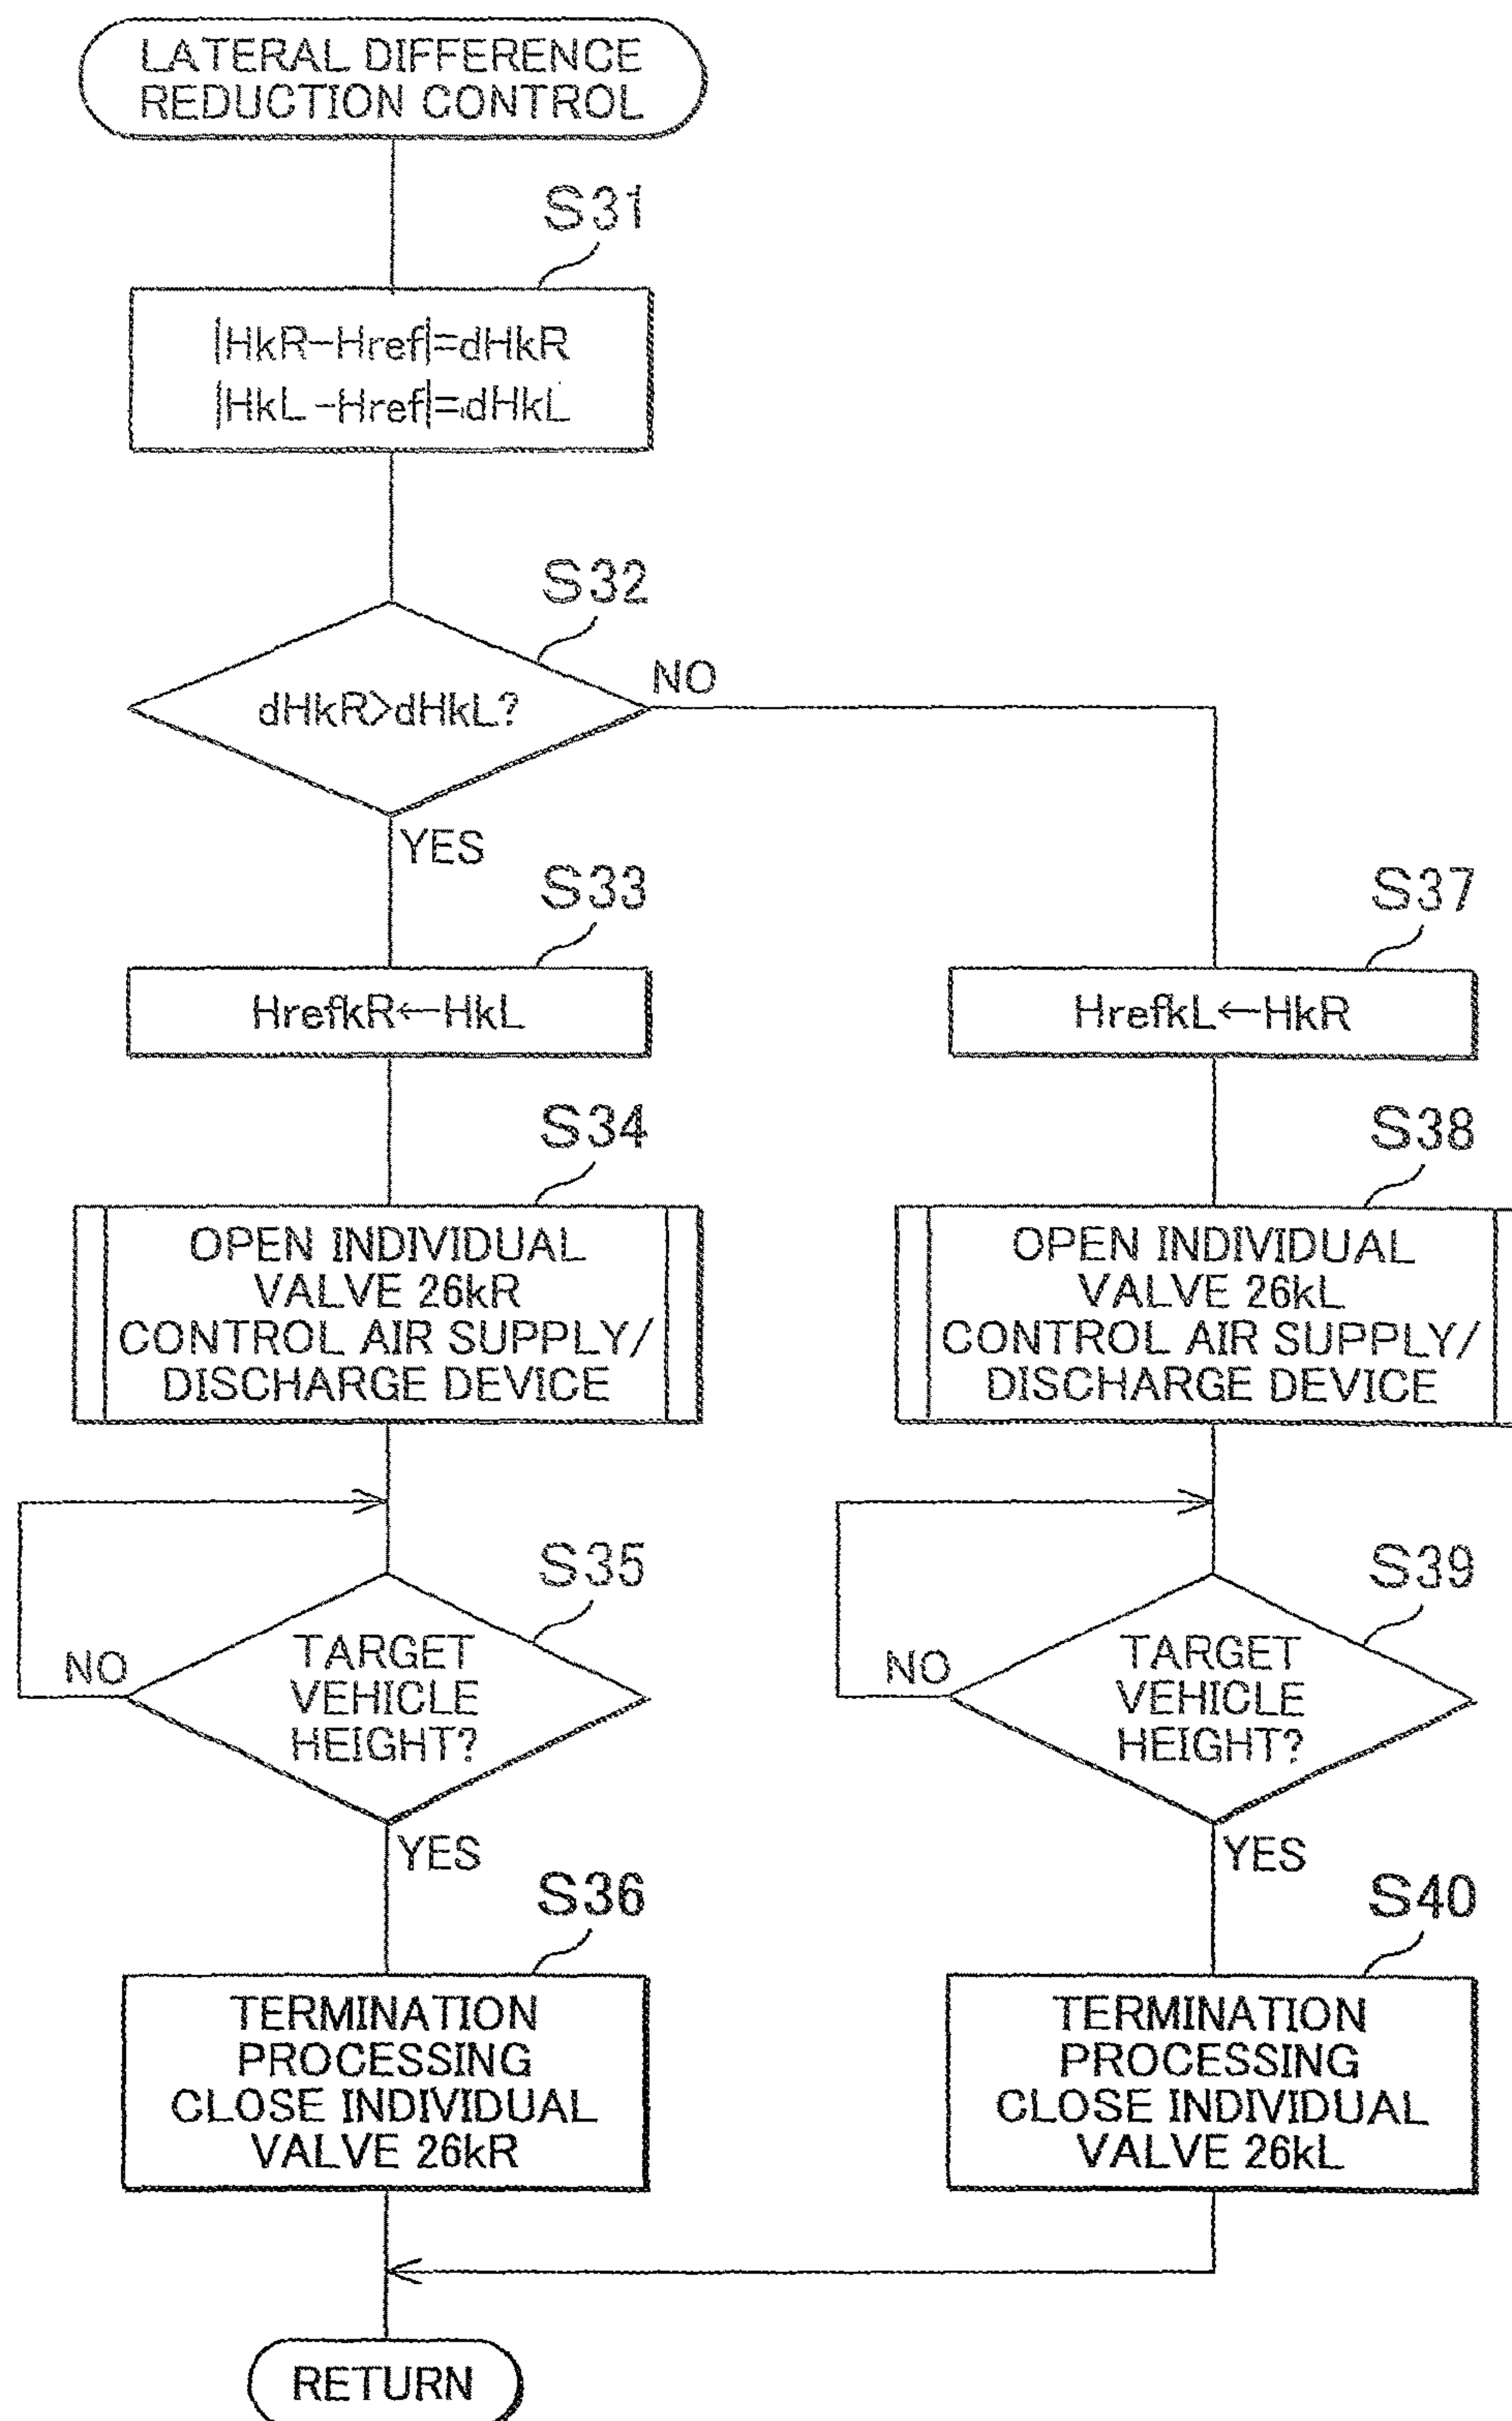 LATERAL DIFFERENCE
REDUCTION CONTROL
S31
|HkR-Href|=dHkR
|HkL-Href|=dHkL
S32
dHkR>dHkL?
NO
YES
S33
HrefkR←HkL
S34
OPEN INDIVIDUAL
VALVE 26kR
CONTROL AIR SUPPLY/
DISCHARGE DEVICE
S35
TARGET
VEHICLE
HEIGHT?
NO
YES
S36
TERMINATION
PROCESSING
CLOSE INDIVIDUAL
VALVE 26kR
S37
HrefkL←HkR
S38
OPEN INDIVIDUAL
VALVE 26kL
CONTROL AIR SUPPLY/
DISCHARGE DEVICE
S39
TARGET
VEHICLE
HEIGHT?
NO
YES
S40
TERMINATION
PROCESSING
CLOSE INDIVIDUAL
VALVE 26kL
RETURN